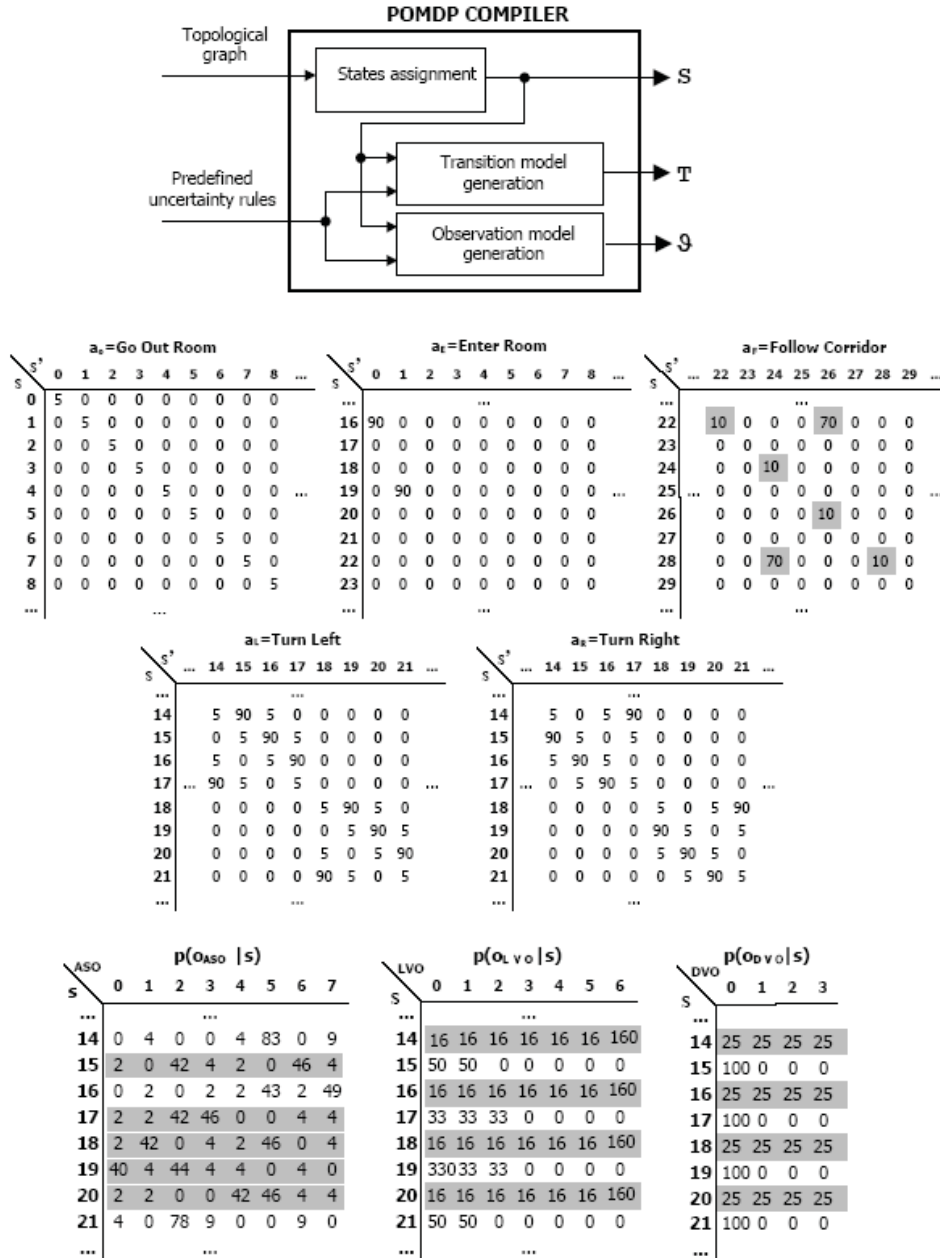 POMDP COMPILER
Topological
graph
States assignment
S
Predefined
uncertainty rules
Transition model
generation
T
Observation model
generation
ϑ
a₀=Go Out Room
S'
S
0 1 2 3 4 5 6 7 8 ...
0 5 0 0 0 0 0 0 0 0
1 0 5 0 0 0 0 0 0 0
2 0 0 5 0 0 0 0 0 0
3 0 0 0 5 0 0 0 0 0
4 0 0 0 0 5 0 0 0 0 ...
5 0 0 0 0 0 5 0 0 0
6 0 0 0 0 0 0 5 0 0
7 0 0 0 0 0 0 0 5 0
8 0 0 0 0 0 0 0 0 5
... ...
a_E=Enter Room
S'
S
0 1 2 3 4 5 6 7 8 ...
... ...
16 90 0 0 0 0 0 0 0 0
17 0 0 0 0 0 0 0 0 0
18 0 0 0 0 0 0 0 0 0
19 0 90 0 0 0 0 0 0 0 ...
20 0 0 0 0 0 0 0 0 0
21 0 0 0 0 0 0 0 0 0
22 0 0 0 0 0 0 0 0 0
23 0 0 0 0 0 0 0 0 0
... ...
a_F=Follow Corridor
S'
S
... 22 23 24 25 26 27 28 29 ...
... ...
22 10 0 0 0 70 0 0 0
23 0 0 0 0 0 0 0 0
24 0 0 10 0 0 0 0 0
25 ... 0 0 0 0 0 0 0 0 ...
26 0 0 0 0 10 0 0 0
27 0 0 0 0 0 0 0 0
28 0 0 70 0 0 0 10 0
29 0 0 0 0 0 0 0 0
... ...
a_L=Turn Left
S'
S
... 14 15 16 17 18 19 20 21 ...
... ...
14 5 90 5 0 0 0 0 0
15 0 5 90 5 0 0 0 0
16 5 0 5 90 0 0 0 0
17 ... 90 5 0 5 0 0 0 0 ...
18 0 0 0 0 5 90 5 0
19 0 0 0 0 0 5 90 5
20 0 0 0 0 5 0 5 90
21 0 0 0 0 90 5 0 5
... ...
a_R=Turn Right
S'
S
... 14 15 16 17 18 19 20 21 ...
... ...
14 5 0 5 90 0 0 0 0
15 90 5 0 5 0 0 0 0
16 5 90 5 0 0 0 0 0
17 ... 0 5 90 5 0 0 0 0 ...
18 0 0 0 0 5 0 5 90
19 0 0 0 0 90 5 0 5
20 0 0 0 0 5 90 5 0
21 0 0 0 0 0 5 90 5
... ...
p(o_ASO |s)
ASO
s
0 1 2 3 4 5 6 7
... ...
14 0 4 0 0 4 83 0 9
15 2 0 42 4 2 0 46 4
16 0 2 0 2 2 43 2 49
17 2 2 42 46 0 0 4 4
18 2 42 0 4 2 46 0 4
19 40 4 44 4 4 0 4 0
20 2 2 0 0 42 46 4 4
21 4 0 78 9 0 0 9 0
... ...
p(o_LVO|s)
LVO
S
0 1 2 3 4 5 6
... ...
14 16 16 16 16 16 16 160
15 50 50 0 0 0 0 0
16 16 16 16 16 16 16 160
17 33 33 33 0 0 0 0
18 16 16 16 16 16 16 160
19 33033 33 0 0 0 0
20 16 16 16 16 16 16 160
21 50 50 0 0 0 0 0
... ...
p(o_DVO|s)
DVO
S
0 1 2 3
...
14 25 25 25 25
15 100 0 0 0
16 25 25 25 25
17 100 0 0 0
18 25 25 25 25
19 100 0 0 0
20 25 25 25 25
21 100 0 0 0
...